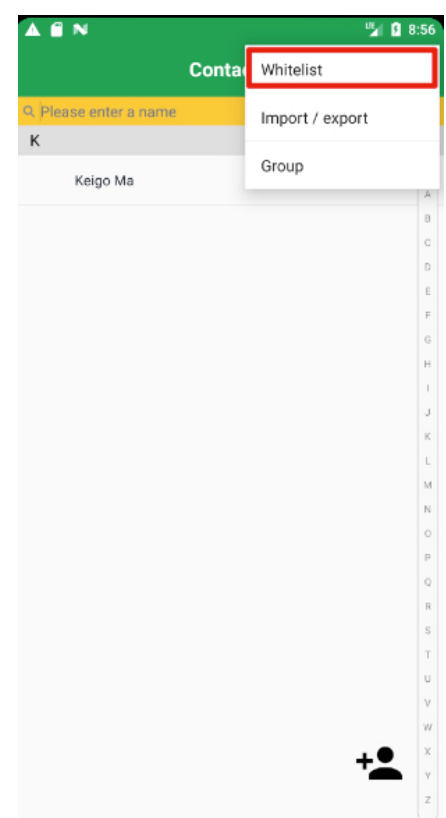 8:56
Conta
Whitelist
Please enter a name
Import / export
K
Group
Keigo Ma
A
B
C
D
E
F
G
H
I
J
K
L
M
N
O
P
Q
R
S
T
U
V
W
X
Y
Z